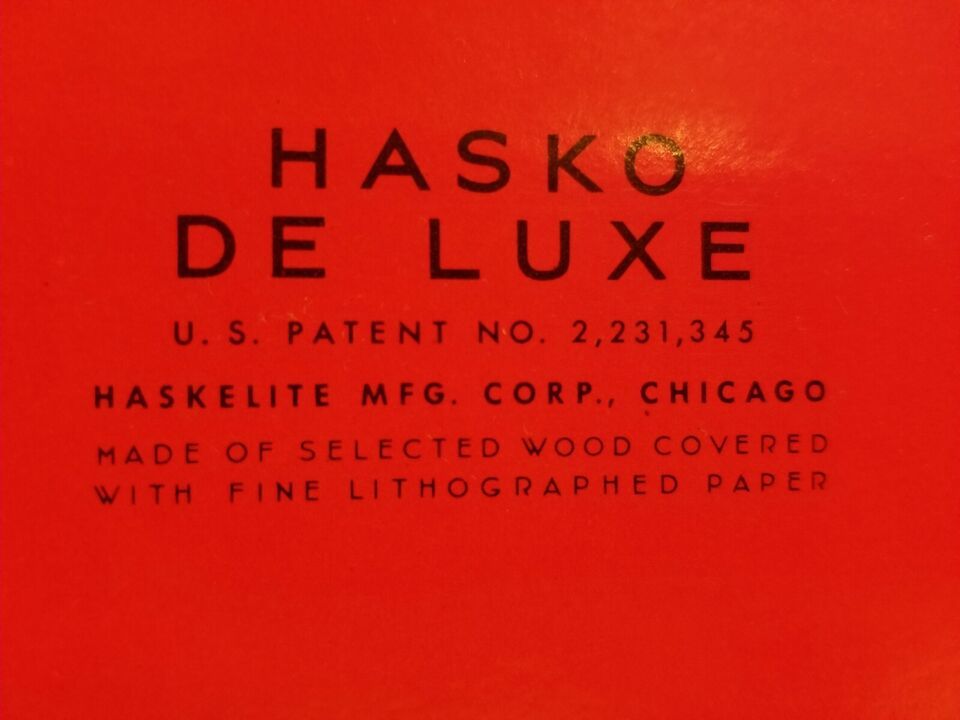 HASKO
DE LUXE
U. S. PATENT NO. 2,231,345
HASKELITE MFG. CORP., CHICAGO
MADE OF SELECTED WOOD COVERED
WITH FINE LITHOGRAPHED PAPER